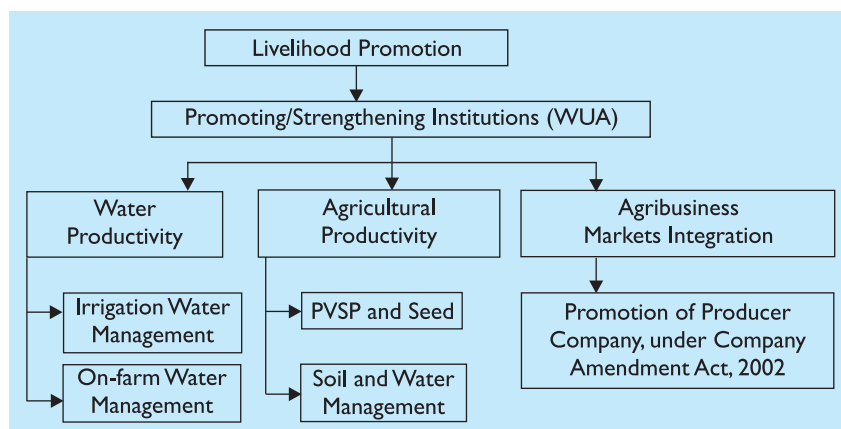 Livelihood Promotion
Promoting/Strengthening Institutions (WUA)
Water
Productivity
Agricultural
Productivity
Agribusiness
Markets Integration
Irrigation Water
Management
On-farm Water
Management
PVSP and Seed
Soil and Water
Management
Promotion of Producer
Company, under Company
Amendment Act, 2002